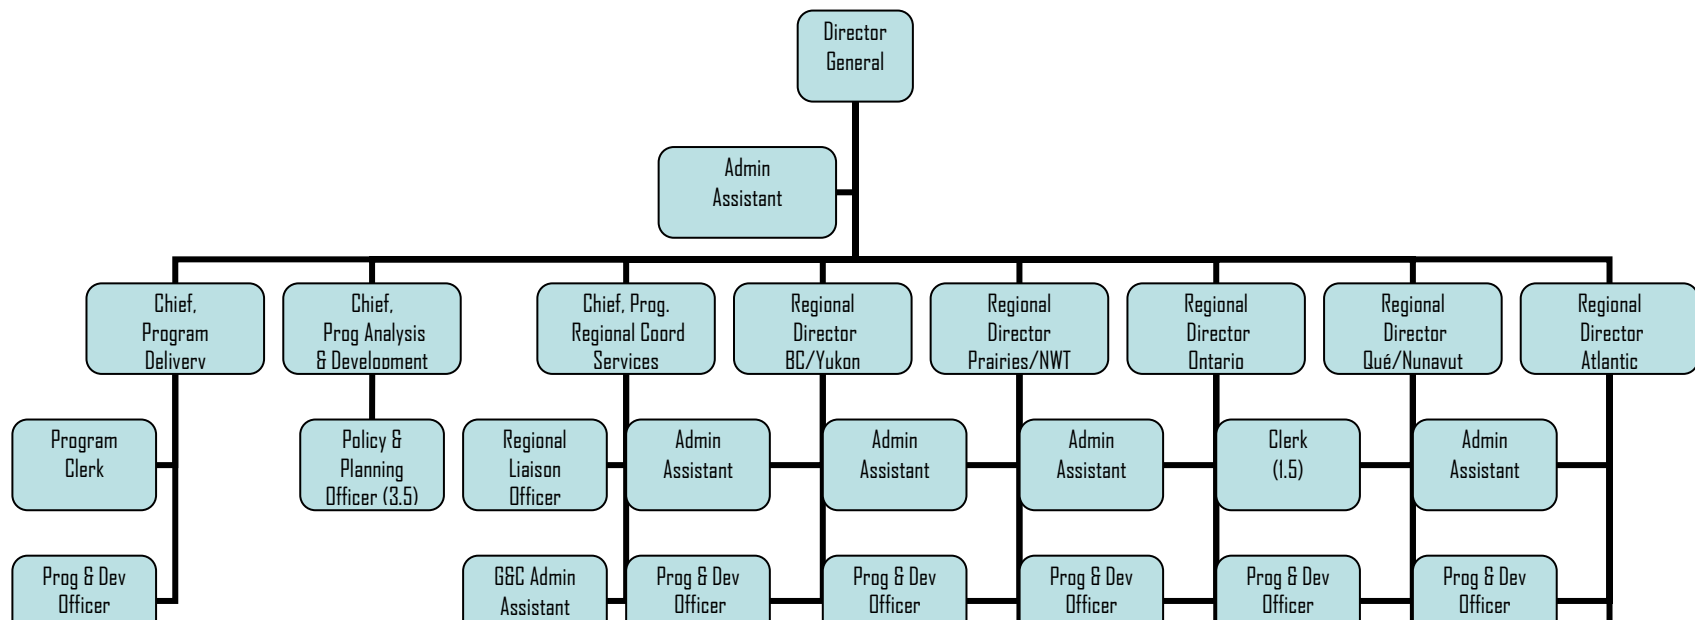 Director
General
Admin
Assistant
Chief,
Program
Delivery
Chief,
Prog Analysis
& Development
Chief, Prog.
Regional Coord
Services
Regional
Director
BC/Yukon
Regional
Director
Prairies/NWT
Regional
Director
Ontario
Regional
Director
Qué/Nunavut
Regional
Director
Atlantic
Program
Clerk
Policy &
Planning
Officer (3.5)
Regional
Liaison
Officer
Admin
Assistant
Admin
Assistant
Admin
Assistant
Clerk
(1.5)
Admin
Assistant
Prog & Dev
Officer
G&C Admin
Assistant
Prog & Dev
Officer
Prog & Dev
Officer
Prog & Dev
Officer
Prog & Dev
Officer
Prog & Dev
Officer